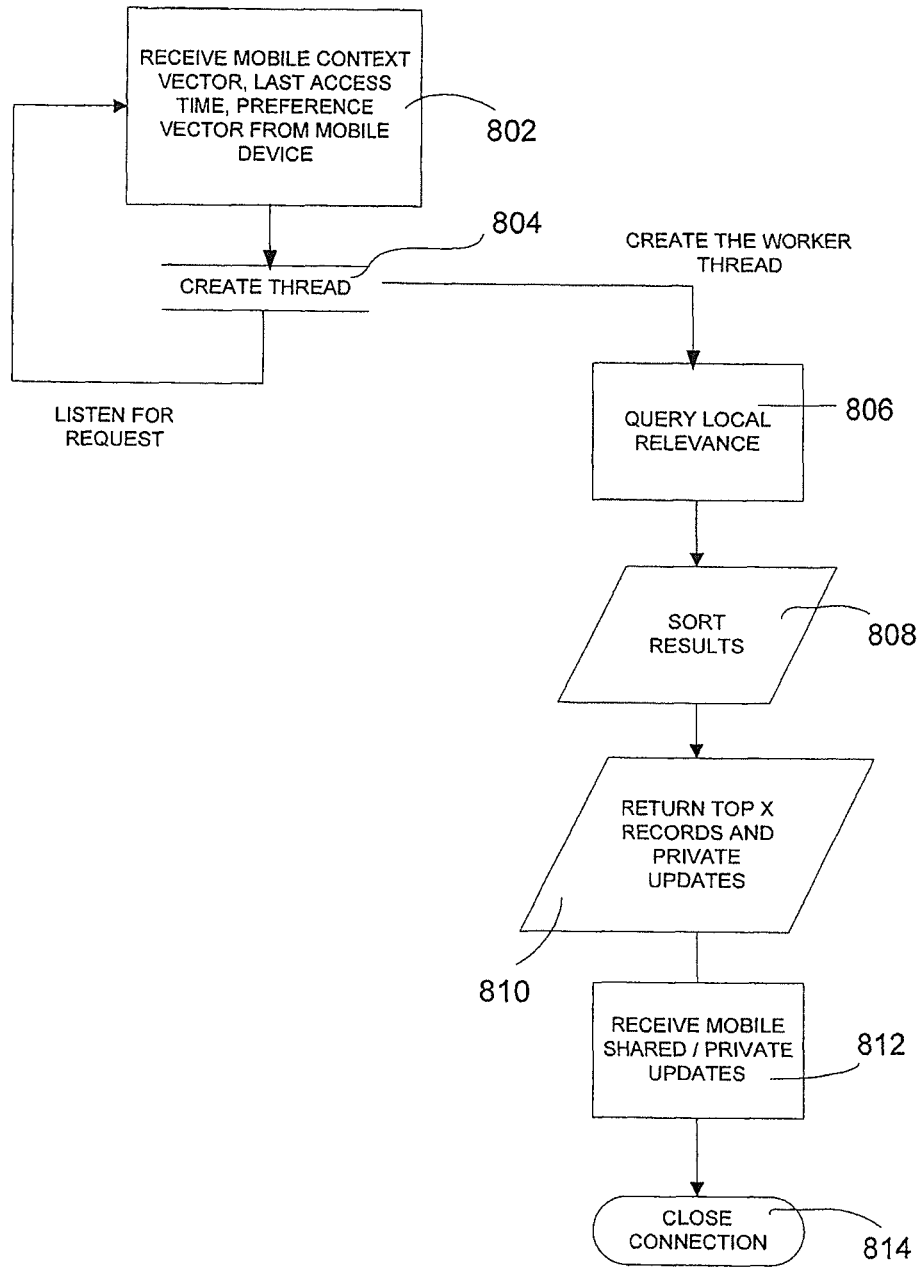 RECEIVE MOBILE CONTEXT
VECTOR, LAST ACCESS
TIME, PREFERENCE
VECTOR FROM MOBILE
DEVICE
802
804
CREATE THREAD
CREATE THE WORKER
THREAD
LISTEN FOR
REQUEST
QUERY LOCAL
RELEVANCE
806
SORT
RESULTS
808
RETURN TOP X
RECORDS AND
PRIVATE
UPDATES
810
RECEIVE MOBILE
SHARED / PRIVATE
UPDATES
812
CLOSE
CONNECTION
814